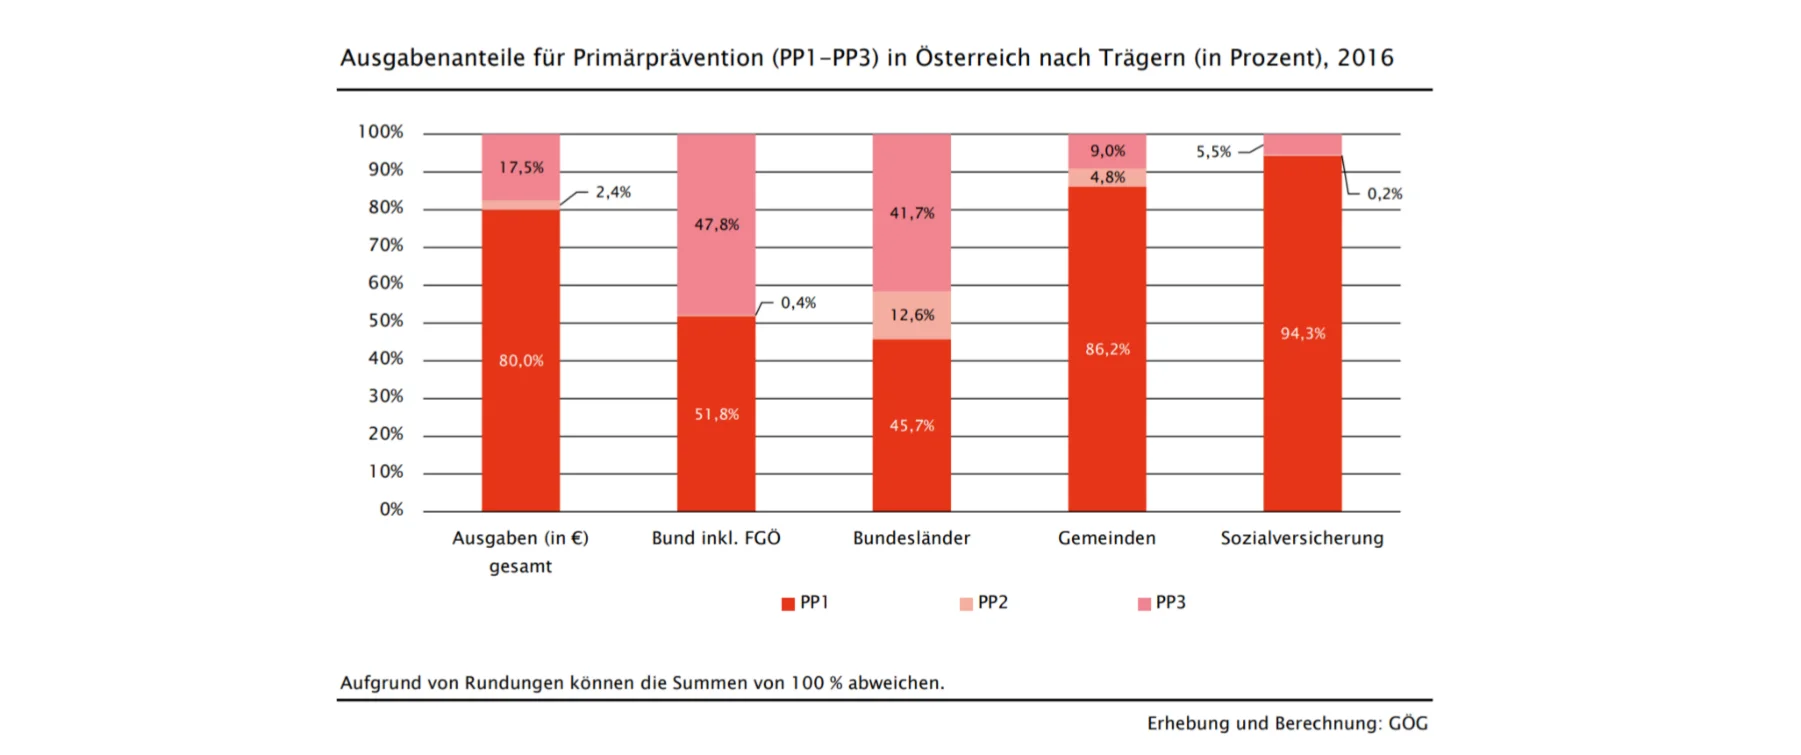 Ausgabenanteile für Primärprävention (PP1-PP3) in Österreich nach Trägern (in Prozent), 2016
100%
90%
80%
70%
60%
50%
40%
30%
20%
10%
0%
17,5%
2,4%
80,0%
47,8%
0,4%
51,8%
41,7%
12,6%
45,7%
9,0%
4,8%
86,2%
5,5%
0,2%
94,3%
Ausgaben (in €)
gesamt
Bund inkl. FGÖ
Bundesländer
Gemeinden
Sozialversicherung
PP1
PP2
PP3
Aufgrund von Rundungen können die Summen von 100 % abweichen.
Erhebung und Berechnung: GÖG